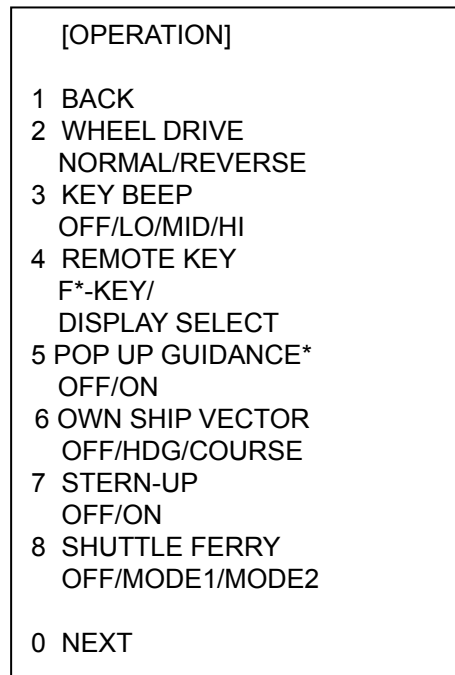 [OPERATION]
1 BACK
2 WHEEL DRIVE
NORMAL/REVERSE
3 KEY BEEP
OFF/LO/MID/HI
4 REMOTE KEY
F*-KEY/
DISPLAY SELECT
5 POP UP GUIDANCE*
OFF/ON
6 OWN SHIP VECTOR
OFF/HDG/COURSE
7 STERN-UP
OFF/ON
8 SHUTTLE FERRY
OFF/MODE1/MODE2
0 NEXT